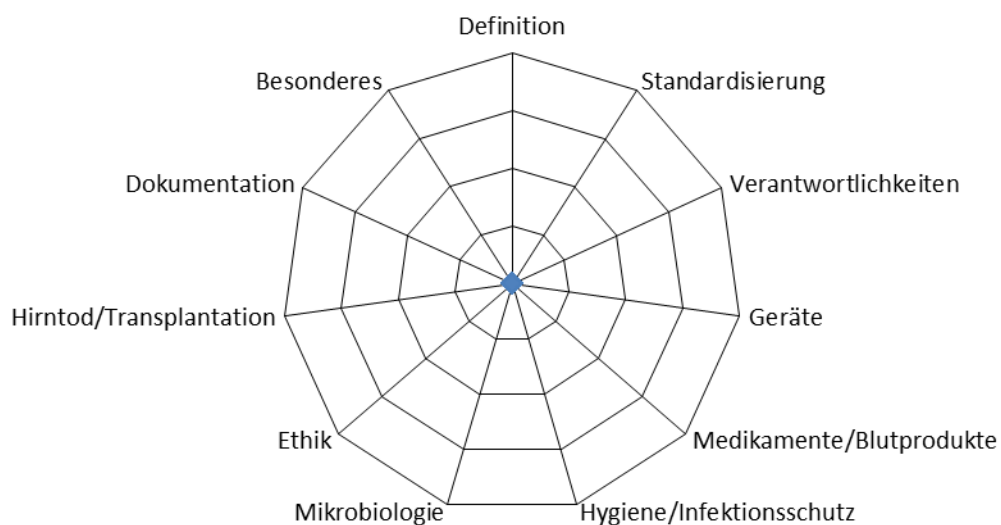 Definition
Besonderes
Standardisierung
Dokumentation
Verantwortlichkeiten
Hirntod/Transplantation
Geräte
Ethik
Medikamente/Blutprodukte
Mikrobiologie
Hygiene/Infektionsschutz